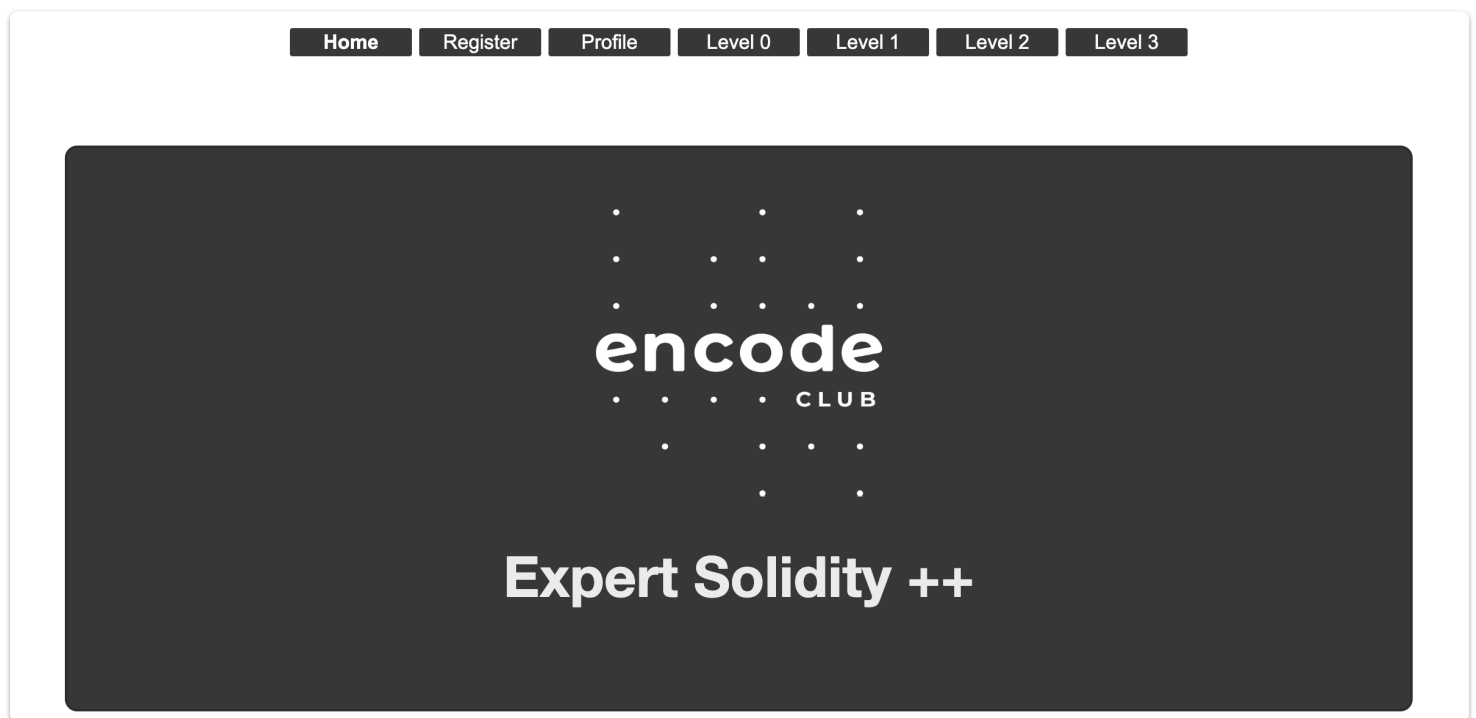 Home Register Profile Level 0 Level 1 Level 2 Level 3
encode
CLUB
Expert Solidity ++